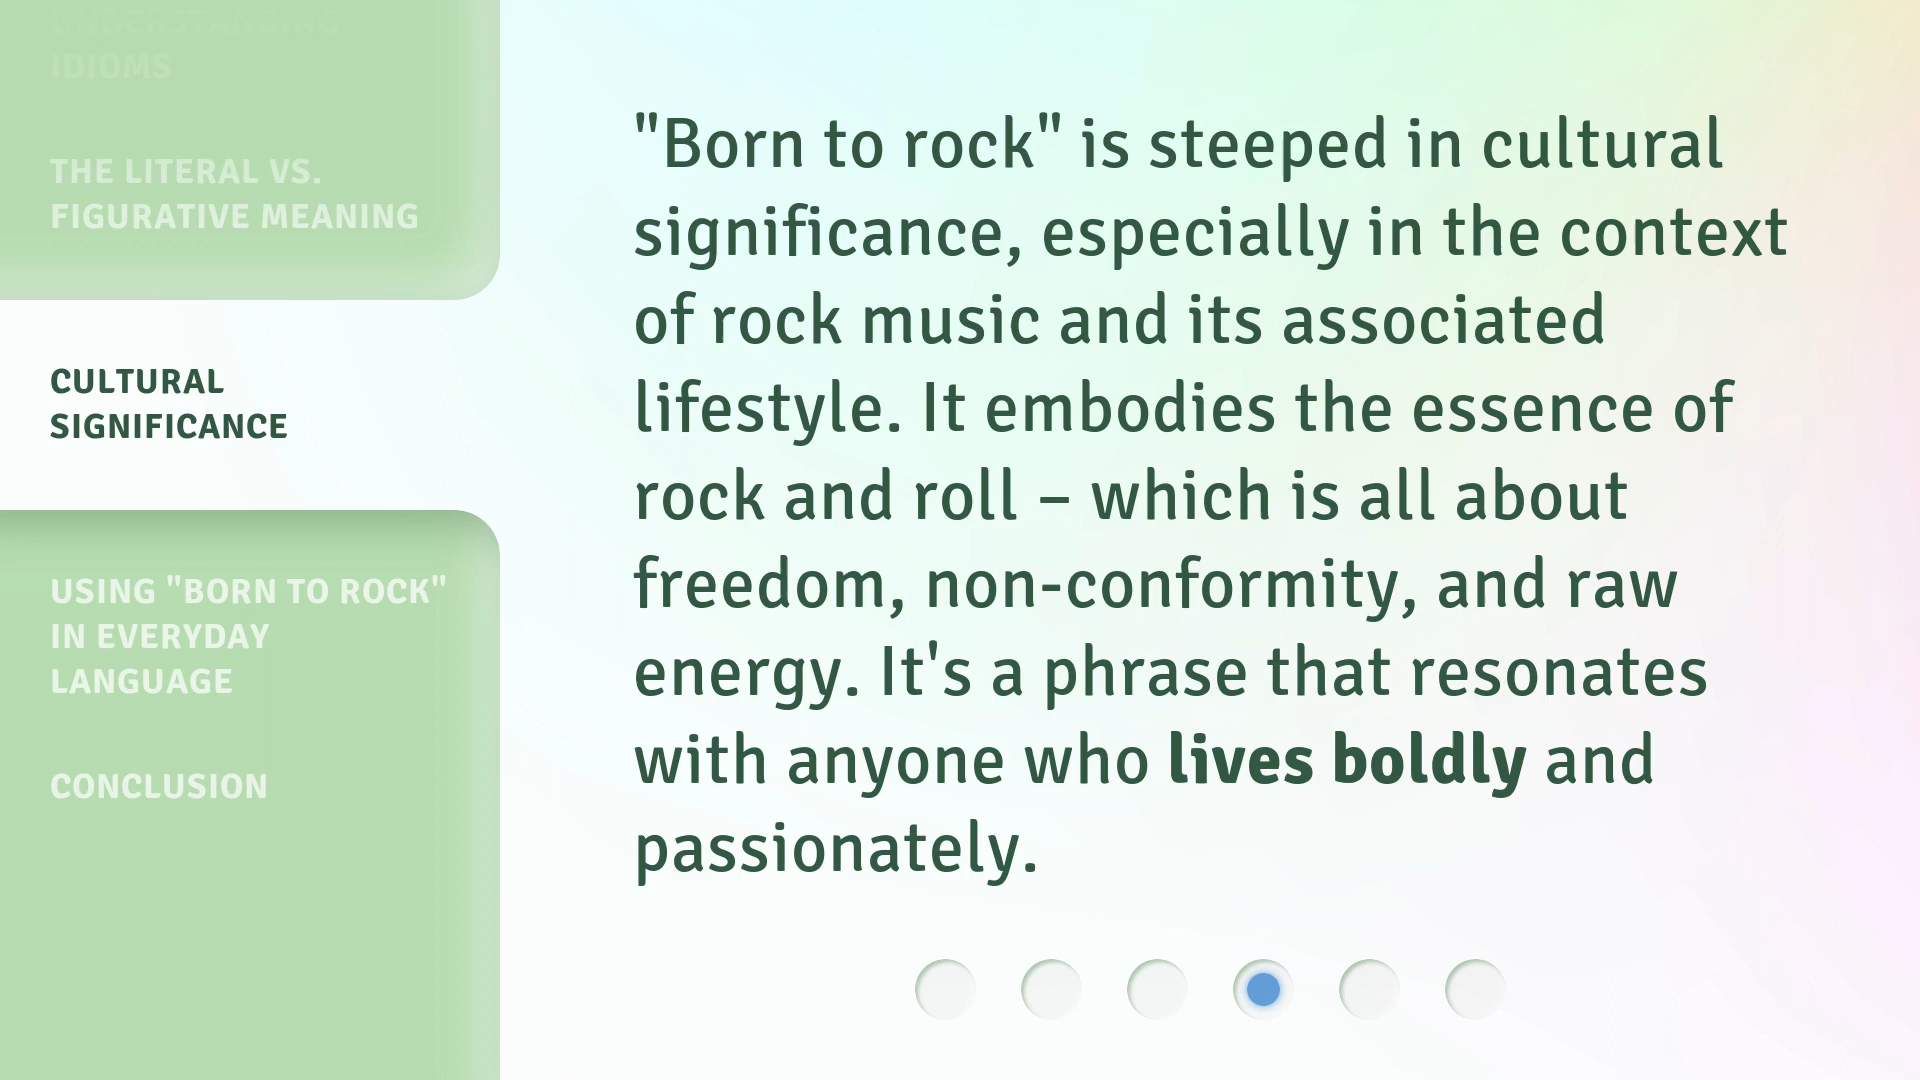 UNDERSTANDING
IDIOMS
THE LITERAL VS.
FIGURATIVE MEANING
CULTURAL
SIGNIFICANCE
USING "BORN TO ROCK"
IN EVERYDAY
LANGUAGE
CONCLUSION
"Born to rock" is steeped in cultural
significance, especially in the context
of rock music and its associated
lifestyle. It embodies the essence of
rock and roll – which is all about
freedom, non-conformity, and raw
energy. It's a phrase that resonates
with anyone who lives boldly and
passionately.